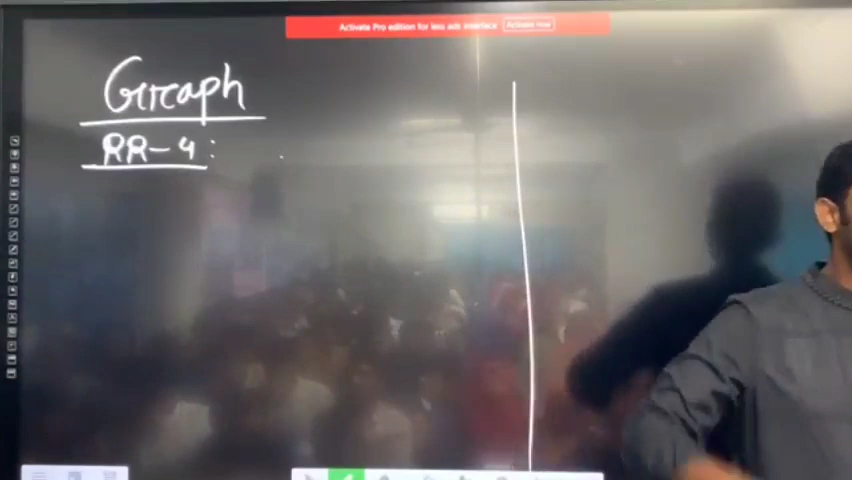 Activate Pro edition for less ads interface Activate now
Graph
RR-4: